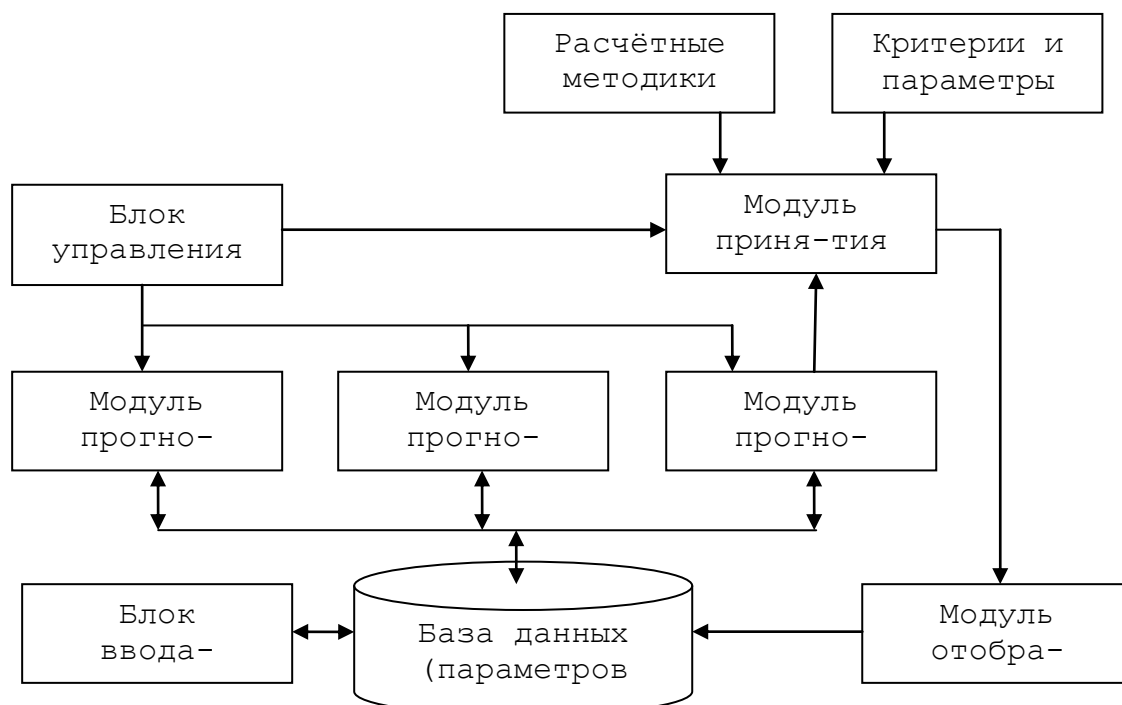 Расчётные
методики
Критерии и
параметры
Блок
управления
Модуль
приня-тия
Модуль
прогно-
Модуль
прогно-
Модуль
прогно-
Блок
ввода-
База данных
(параметров
Модуль
отобра-